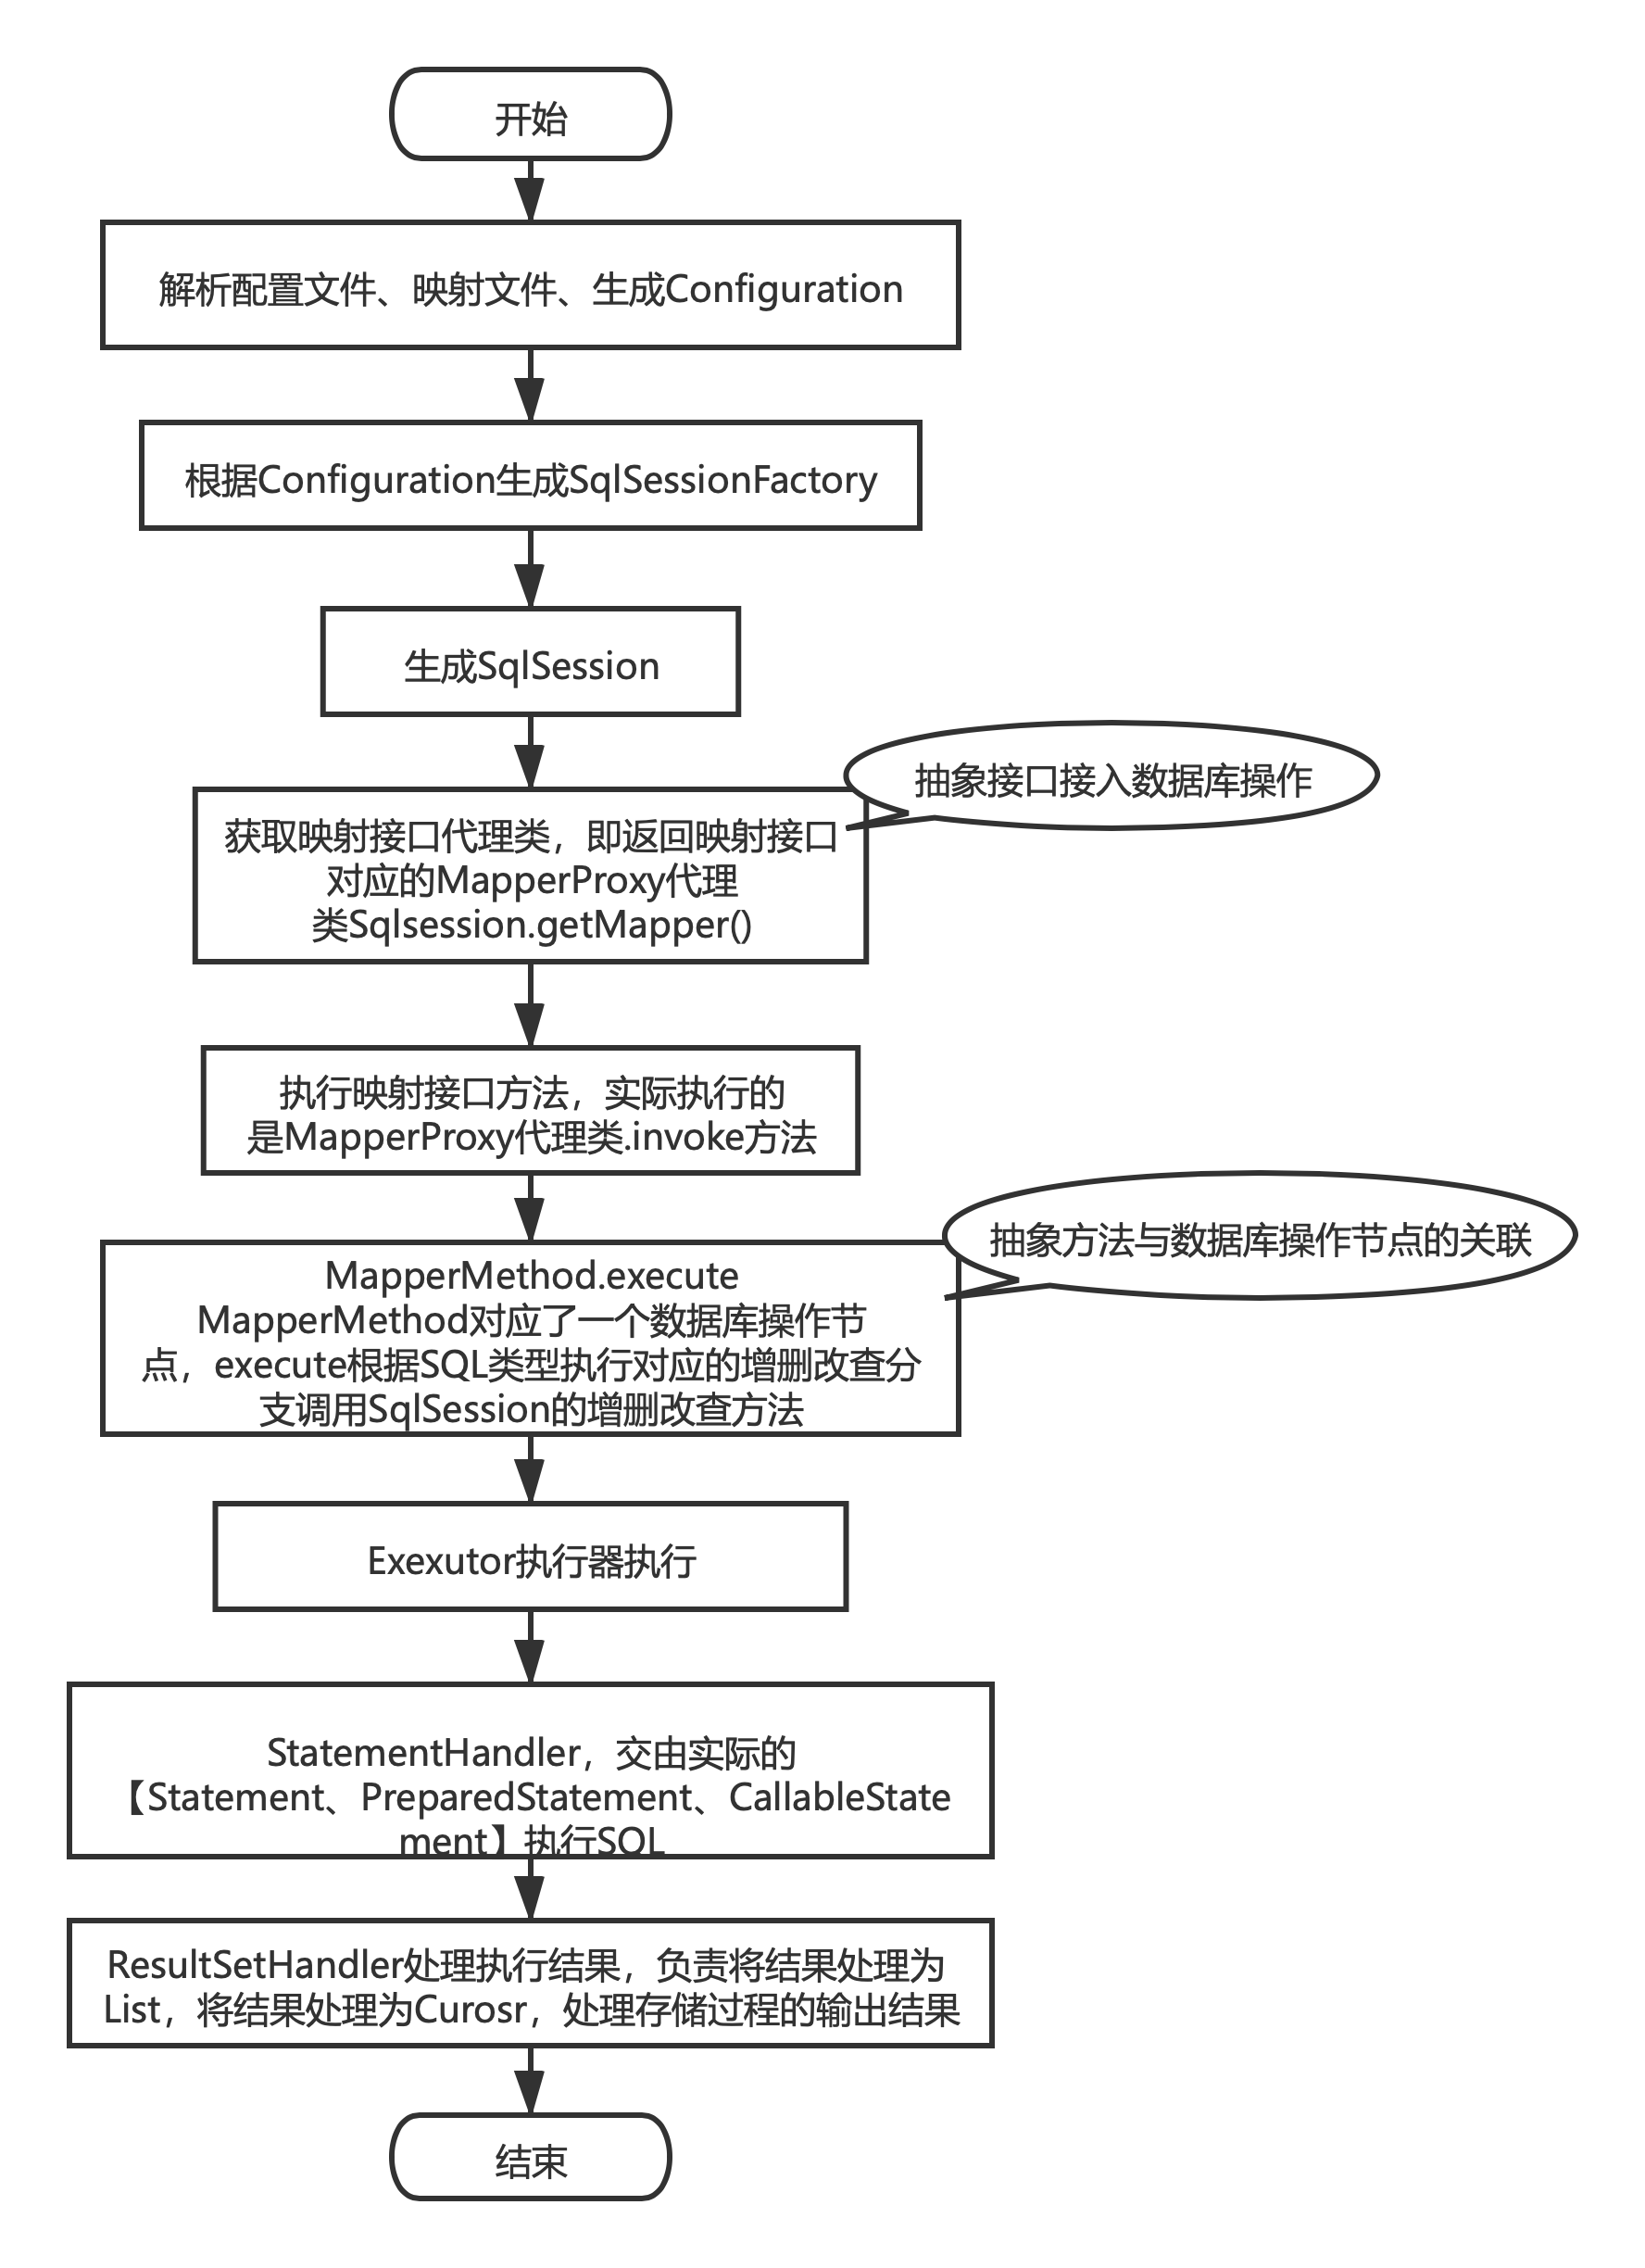 开始
解析配置文件、映射文件、生成Configuration
根据Configuration生成SqlSessionFactory
生成SqlSession
抽象接口接入数据库操作
获取映射接口代理类，即返回映射接口
对应的MapperProxy代理
类Sqlsession.getMapper()
执行映射接口方法，实际执行的
是MapperProxy代理类.invoke方法
抽象方法与数据库操作节点的关联
MapperMethod.execute
MapperMethod对应了一个数据库操作节
点，execute根据SQL类型执行对应的增删改查分
支调用SqlSession的增删改查方法
Exexutor执行器执行
StatementHandler，交由实际的
【Statement、PreparedStatement、CallableState
ment】执行SQL
ResultSetHandler处理执行结果，负责将结果处理为
List，将结果处理为Curosr，处理存储过程的输出结果
结束